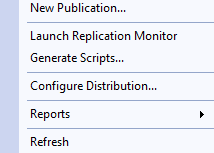 New Publication...
Launch Replication Monitor
Generate Scripts...
Configure Distribution...
Reports
Refresh